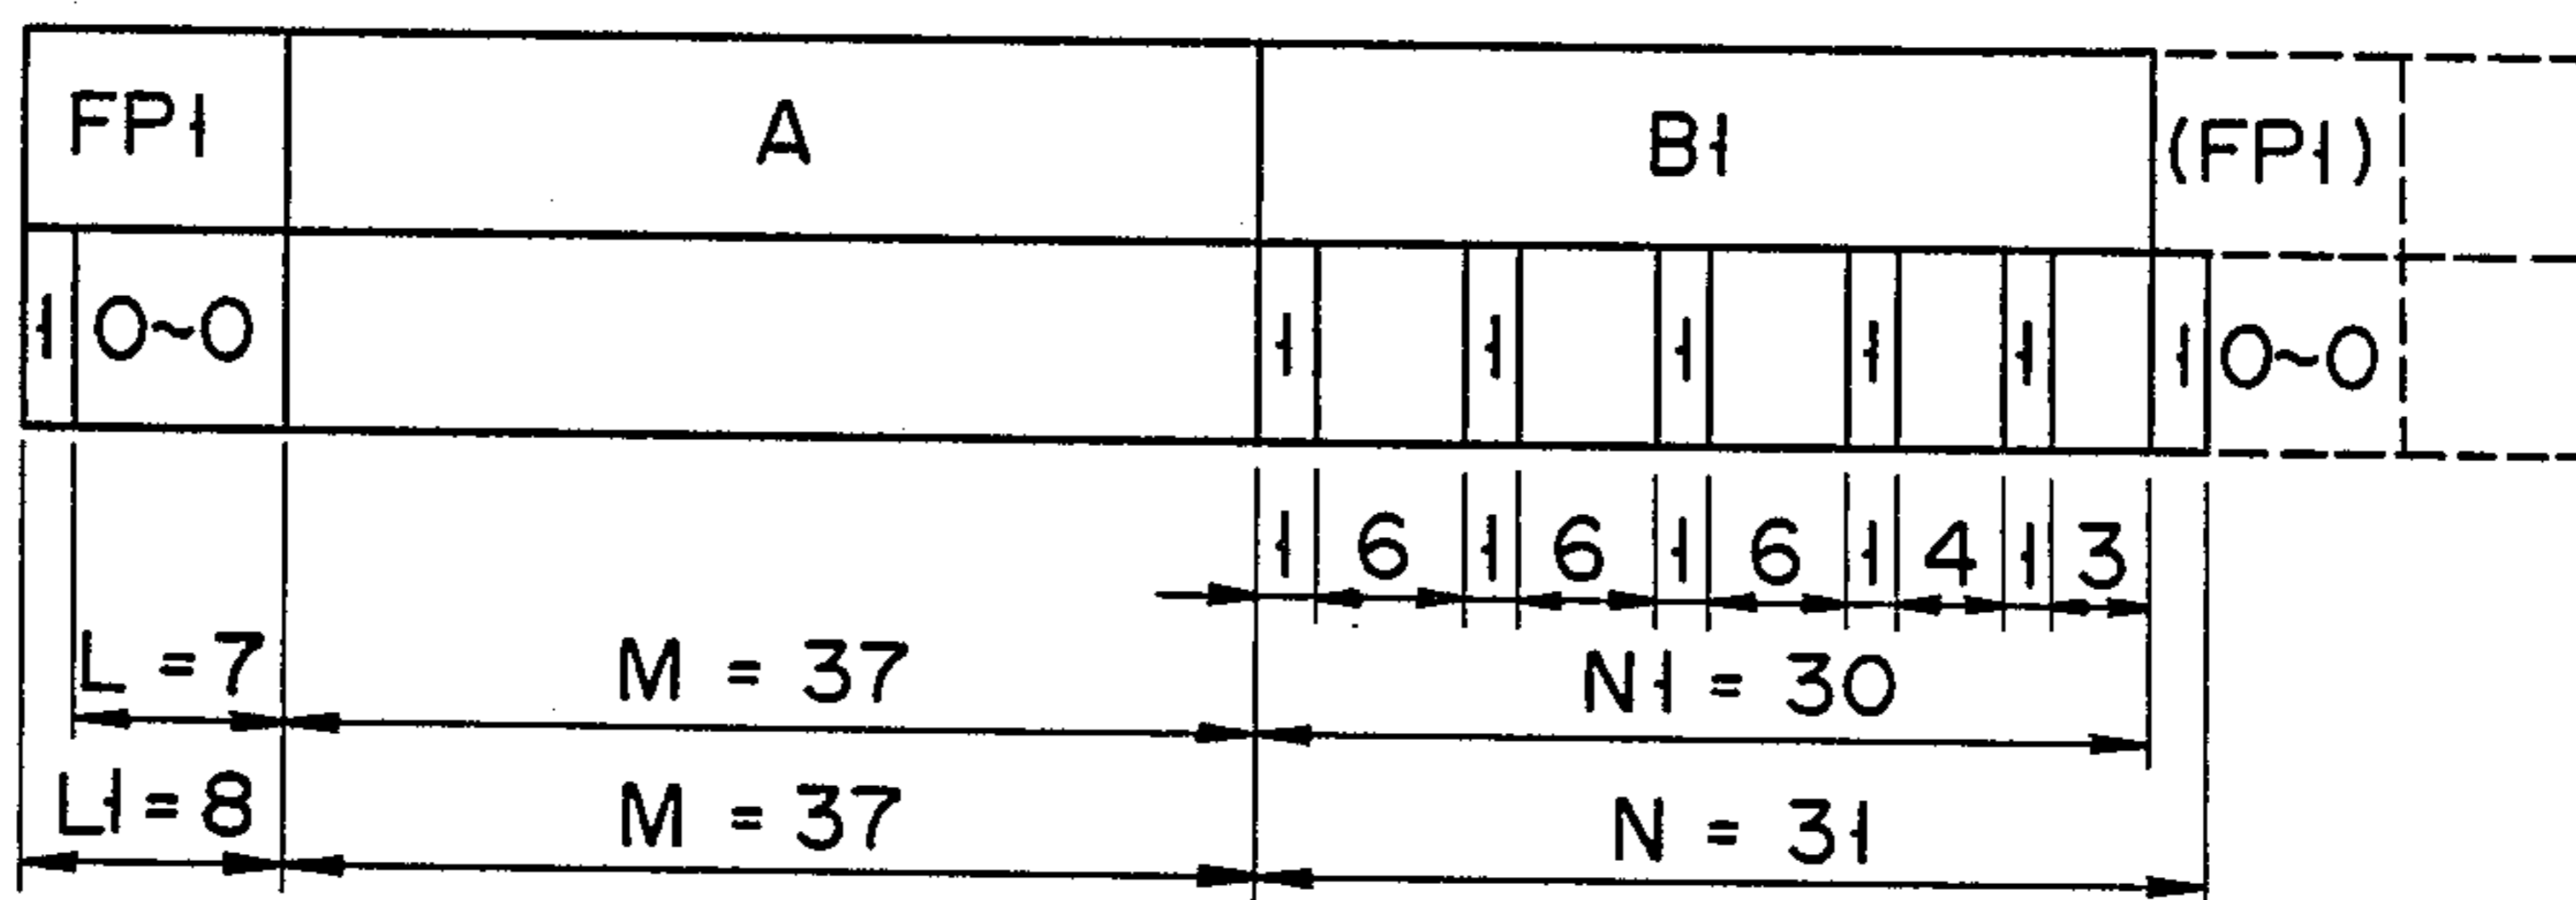 FP1 A B1 (FP1)
1 0~0 1 1 1 1 1 1 0~0
1 6 1 6 1 6 1 4 1 3
L = 7 M = 37 N1 = 30
L1 = 8 M = 37 N = 31